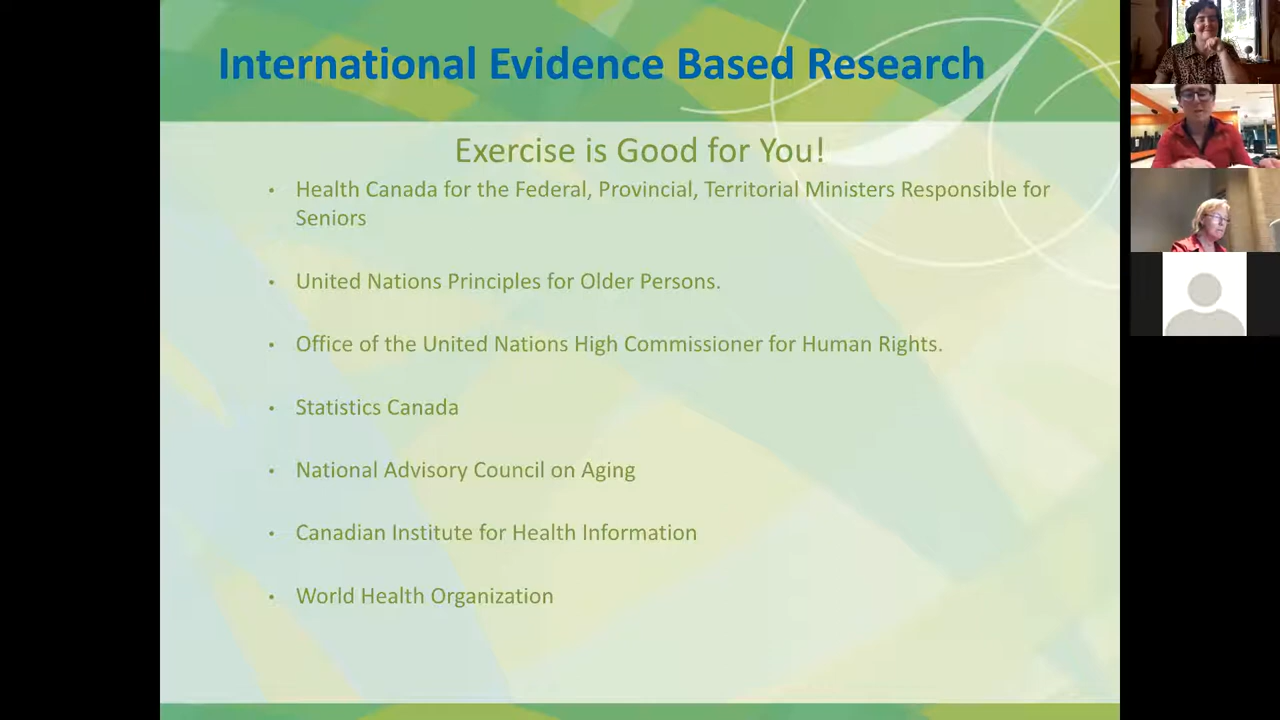 International Evidence Based Research
Exercise is Good for You!
• Health Canada for the Federal, Provincial, Territorial Ministers Responsible for
Seniors
• United Nations Principles for Older Persons.
• Office of the United Nations High Commissioner for Human Rights.
• Statistics Canada
• National Advisory Council on Aging
• Canadian Institute for Health Information
• World Health Organization